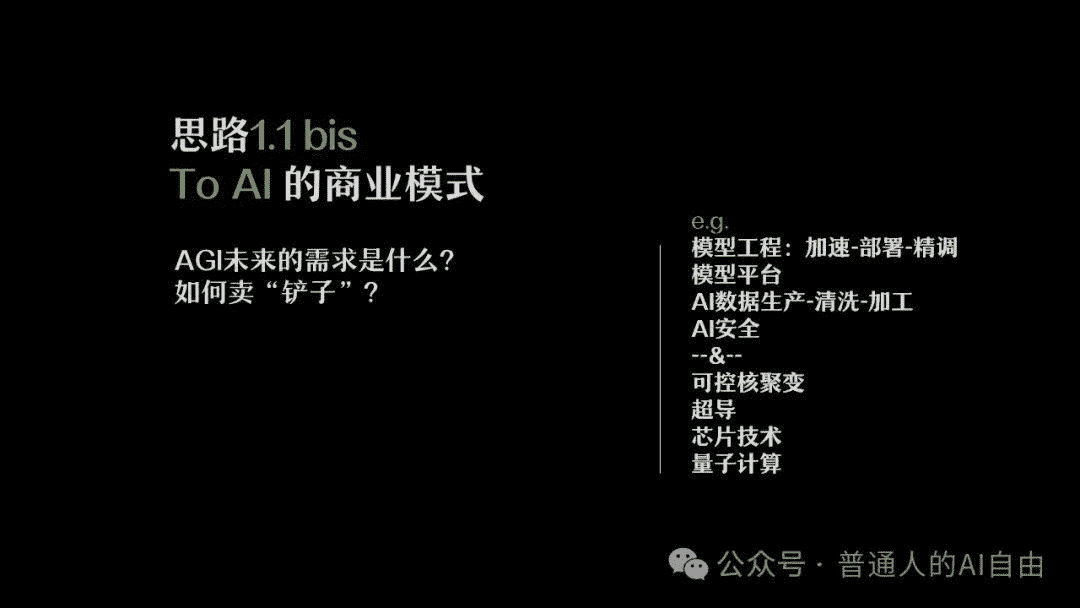 思路1.1 bis
To AI 的商业模式
AGI未来的需求是什么?
如何卖“铲子”?
e.g.
模型工程：加速-部署-精调
模型平台
AI数据生产-清洗-加工
AI安全
--&--
可控核聚变
超导
芯片技术
量子计算
公众号·普通人的AI自由